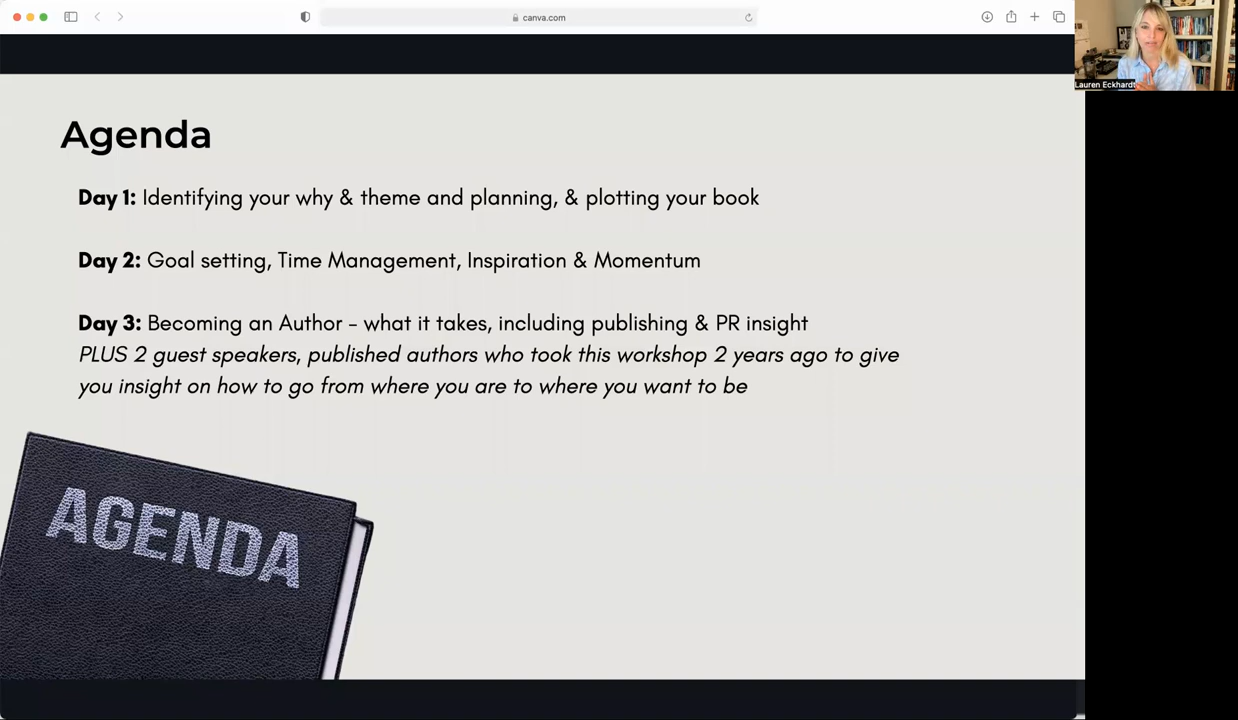 canva.com
Lauren Eckhardt
Agenda
Day 1: Identifying your why & theme and planning, & plotting your book
Day 2: Goal setting, Time Management, Inspiration & Momentum
Day 3: Becoming an Author - what it takes, including publishing & PR insight
PLUS 2 guest speakers, published authors who took this workshop 2 years ago to give
you insight on how to go from where you are to where you want to be
AGENDA